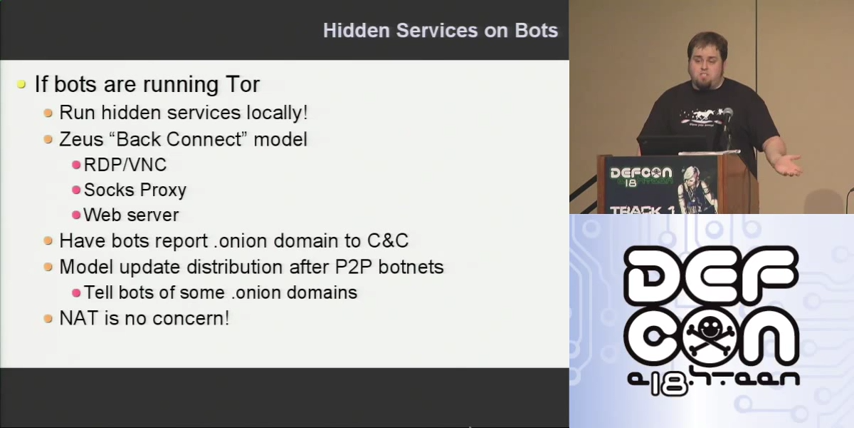 Hidden Services on Bots
If bots are running Tor
Run hidden services locally!
Zeus “Back Connect” model
RDP/VNC
Socks Proxy
Web server
Have bots report .onion domain to C&C
Model update distribution after P2P botnets
Tell bots of some .onion domains
NAT is no concern!
DEFCON
18
TRACK 1
DEF
CON
e.18.h.teen